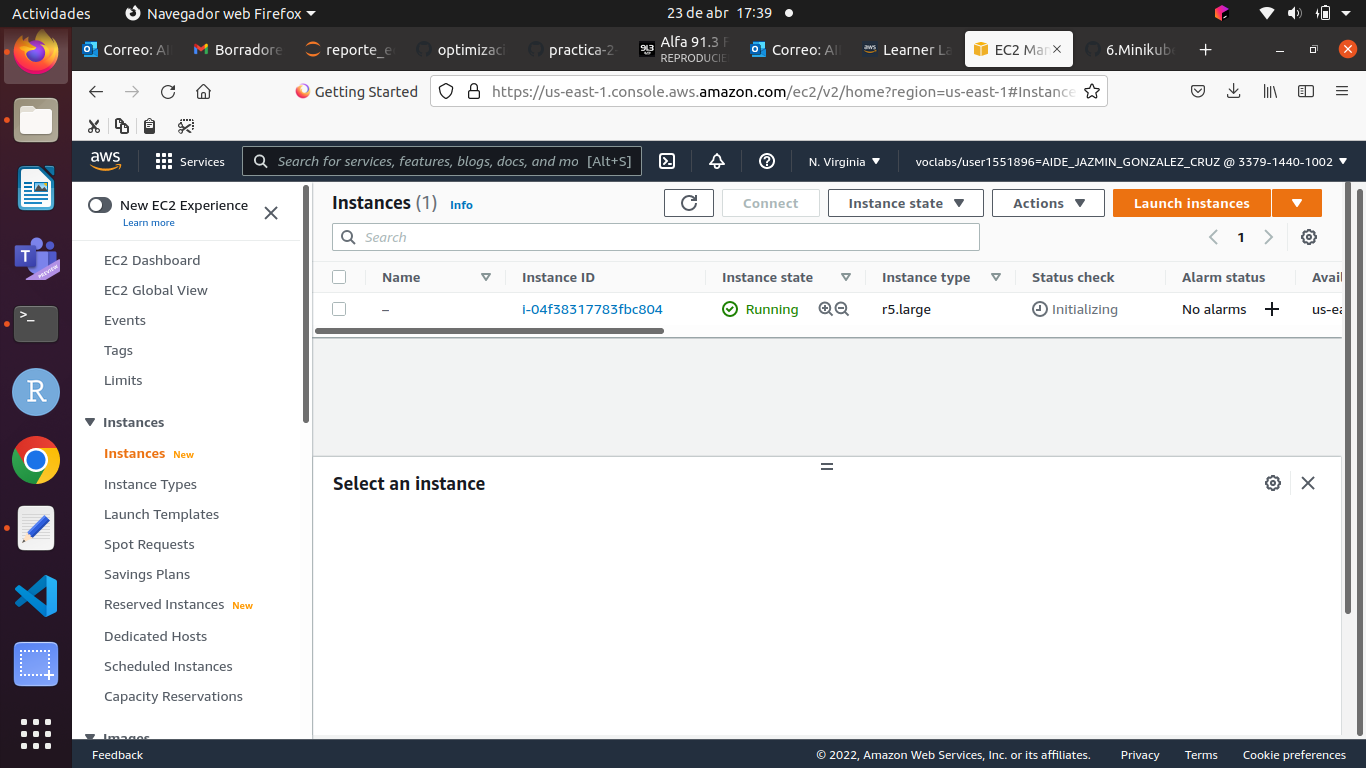 Actividades
Navegador web Firefox
23 de abr 17:39
Correo: Al
Borradore
reporte_e
optimizaci
practica-2-
91.3
Alfa 91.3 F
REPRODUCIE
Correo: Al
aws
Learner La
EC2 Man
6.Minikub
Getting Started
https://us-east-1.console.aws.amazon.com/ec2/v2/home?region=us-east-1#Instance
aws
Services
Search for services, features, blogs, docs, and mo [Alt+S]
N. Virginia
voclabs/user1551896=AIDE_JAZMIN_GONZALEZ_CRUZ @ 3379-1440-1002
New EC2 Experience
Learn more
EC2 Dashboard
EC2 Global View
Events
Tags
Limits
Instances
Instances New
Instance Types
Launch Templates
Spot Requests
Savings Plans
Reserved Instances New
Dedicated Hosts
Scheduled Instances
Capacity Reservations
Images
Instances (1) Info
Connect
Instance state
Actions
Launch instances
Search
1
Name
Instance ID
Instance state
Instance type
Status check
Alarm status
Avail
–
i-04f38317783fbc804
Running
r5.large
Initializing
No alarms
us-ea
Select an instance
T
PREVIEW
>_
R
Feedback
© 2022, Amazon Web Services, Inc. or its affiliates.
Privacy
Terms
Cookie preferences